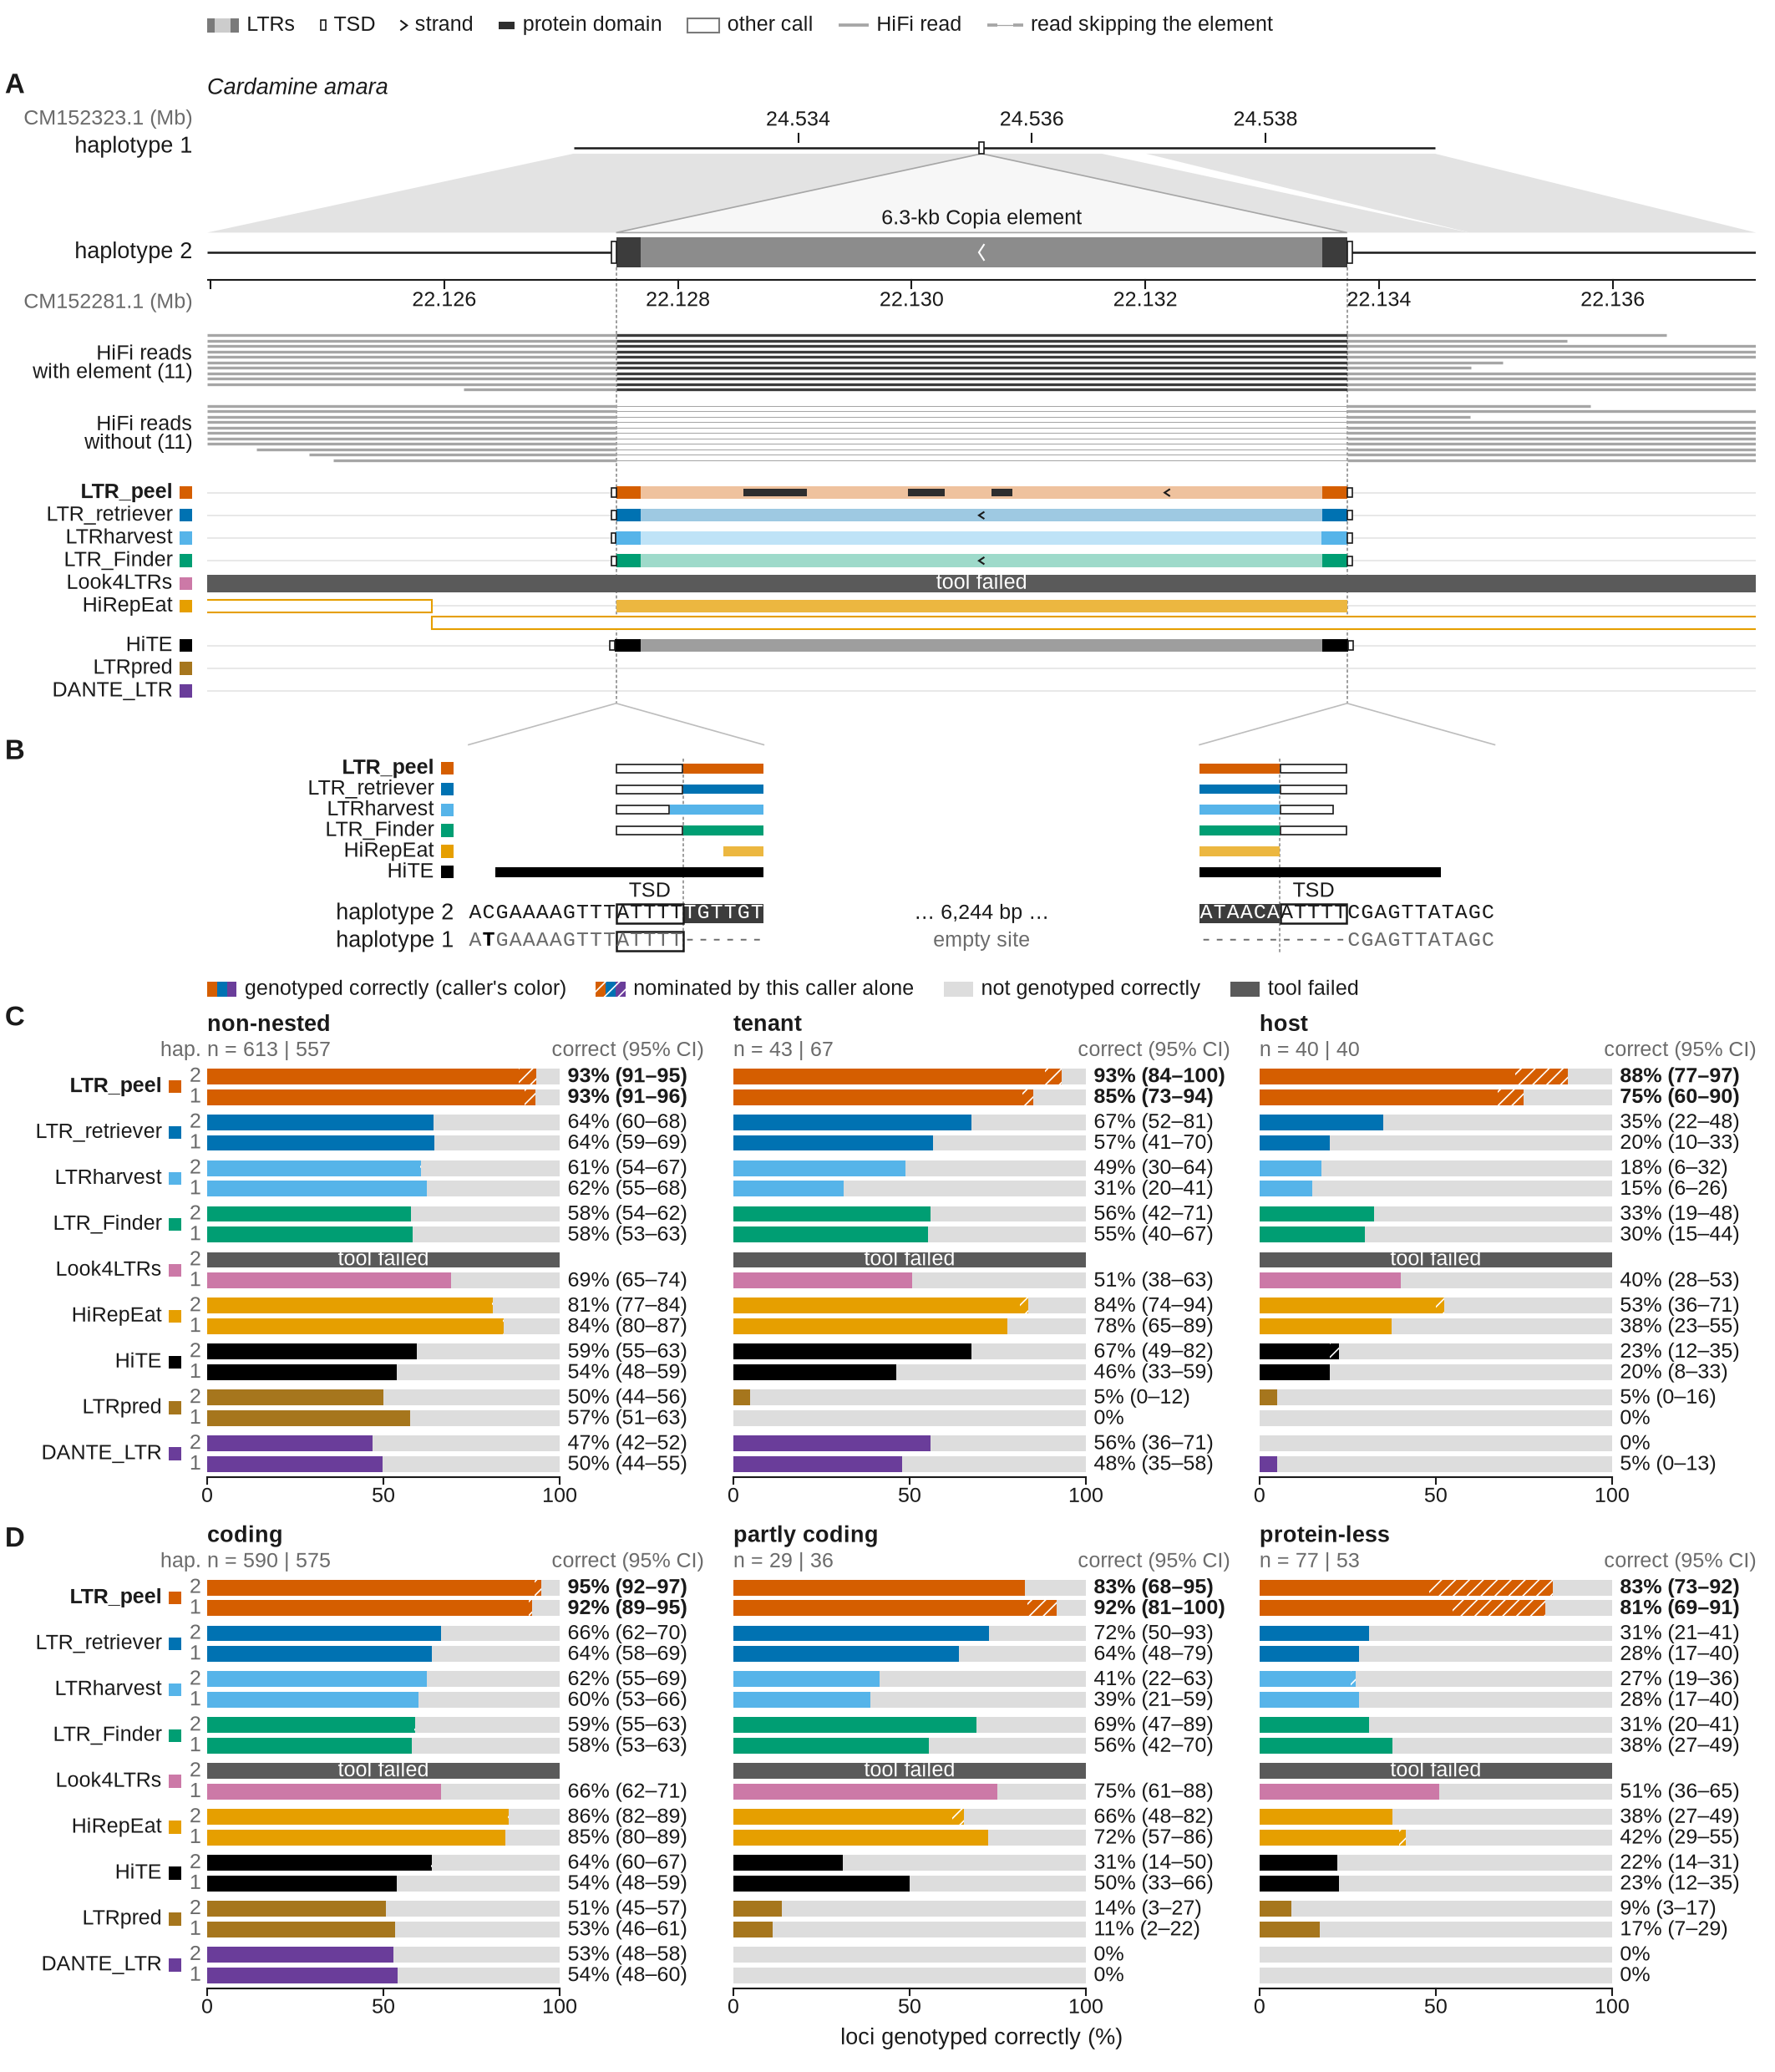 LTRs TSD strand protein domain other call HiFi read read skipping the element
A
Cardamine amara
CM152323.1 (Mb) 24.534 24.536 24.538
haplotype 1
6.3-kb Copia element
haplotype 2
CM152281.1 (Mb) 22.126 22.128 22.130 22.132 22.134 22.136
HiFi reads
with element (11)
HiFi reads
without (11)
LTR_peel
LTR_retriever
LTRharvest
LTR_Finder
Look4LTRs tool failed
HiRepEat
HiTE
LTRpred
DANTE_LTR
B
LTR_peel
LTR_retriever
LTRharvest
LTR_Finder
HiRepEat
HiTE
TSD TSD
haplotype 2 ACGAAAAGTTTATTTTTGTTGT … 6,244 bp … ATAACAATTTTCGAGTTATAGC
haplotype 1 ATGAAAAGTTTATTTT------ empty site -----------CGAGTTATAGC
genotyped correctly (caller's color) nominated by this caller alone not genotyped correctly tool failed
C
non-nested tenant host
hap. n = 613 | 557 correct (95% CI) n = 43 | 67 correct (95% CI) n = 40 | 40 correct (95% CI)
LTR_peel
2 93% (91–95) 93% (84–100) 88% (77–97)
1 93% (91–96) 85% (73–94) 75% (60–90)
LTR_retriever
2 64% (60–68) 67% (52–81) 35% (22–48)
1 64% (59–69) 57% (41–70) 20% (10–33)
LTRharvest
2 61% (54–67) 49% (30–64) 18% (6–32)
1 62% (55–68) 31% (20–41) 15% (6–26)
LTR_Finder
2 58% (54–62) 56% (42–71) 33% (19–48)
1 58% (53–63) 55% (40–67) 30% (15–44)
Look4LTRs
2 tool failed tool failed tool failed
1 69% (65–74) 51% (38–63) 40% (28–53)
HiRepEat
2 81% (77–84) 84% (74–94) 53% (36–71)
1 84% (80–87) 78% (65–89) 38% (23–55)
HiTE
2 59% (55–63) 67% (49–82) 23% (12–35)
1 54% (48–59) 46% (33–59) 20% (8–33)
LTRpred
2 50% (44–56) 5% (0–12) 5% (0–16)
1 57% (51–63) 0% 0%
DANTE_LTR
2 47% (42–52) 56% (36–71) 0%
1 50% (44–55) 48% (35–58) 5% (0–13)
0 50 100 0 50 100 0 50 100
D
coding partly coding protein-less
hap. n = 590 | 575 correct (95% CI) n = 29 | 36 correct (95% CI) n = 77 | 53 correct (95% CI)
LTR_peel
2 95% (92–97) 83% (68–95) 83% (73–92)
1 92% (89–95) 92% (81–100) 81% (69–91)
LTR_retriever
2 66% (62–70) 72% (50–93) 31% (21–41)
1 64% (58–69) 64% (48–79) 28% (17–40)
LTRharvest
2 62% (55–69) 41% (22–63) 27% (19–36)
1 60% (53–66) 39% (21–59) 28% (17–40)
LTR_Finder
2 59% (55–63) 69% (47–89) 31% (20–41)
1 58% (53–63) 56% (42–70) 38% (27–49)
Look4LTRs
2 tool failed tool failed tool failed
1 66% (62–71) 75% (61–88) 51% (36–65)
HiRepEat
2 86% (82–89) 66% (48–82) 38% (27–49)
1 85% (80–89) 72% (57–86) 42% (29–55)
HiTE
2 64% (60–67) 31% (14–50) 22% (14–31)
1 54% (48–59) 50% (33–66) 23% (12–35)
LTRpred
2 51% (45–57) 14% (3–27) 9% (3–17)
1 53% (46–61) 11% (2–22) 17% (7–29)
DANTE_LTR
2 53% (48–58) 0% 0%
1 54% (48–60) 0% 0%
0 50 100 0 50 100 0 50 100
loci genotyped correctly (%)